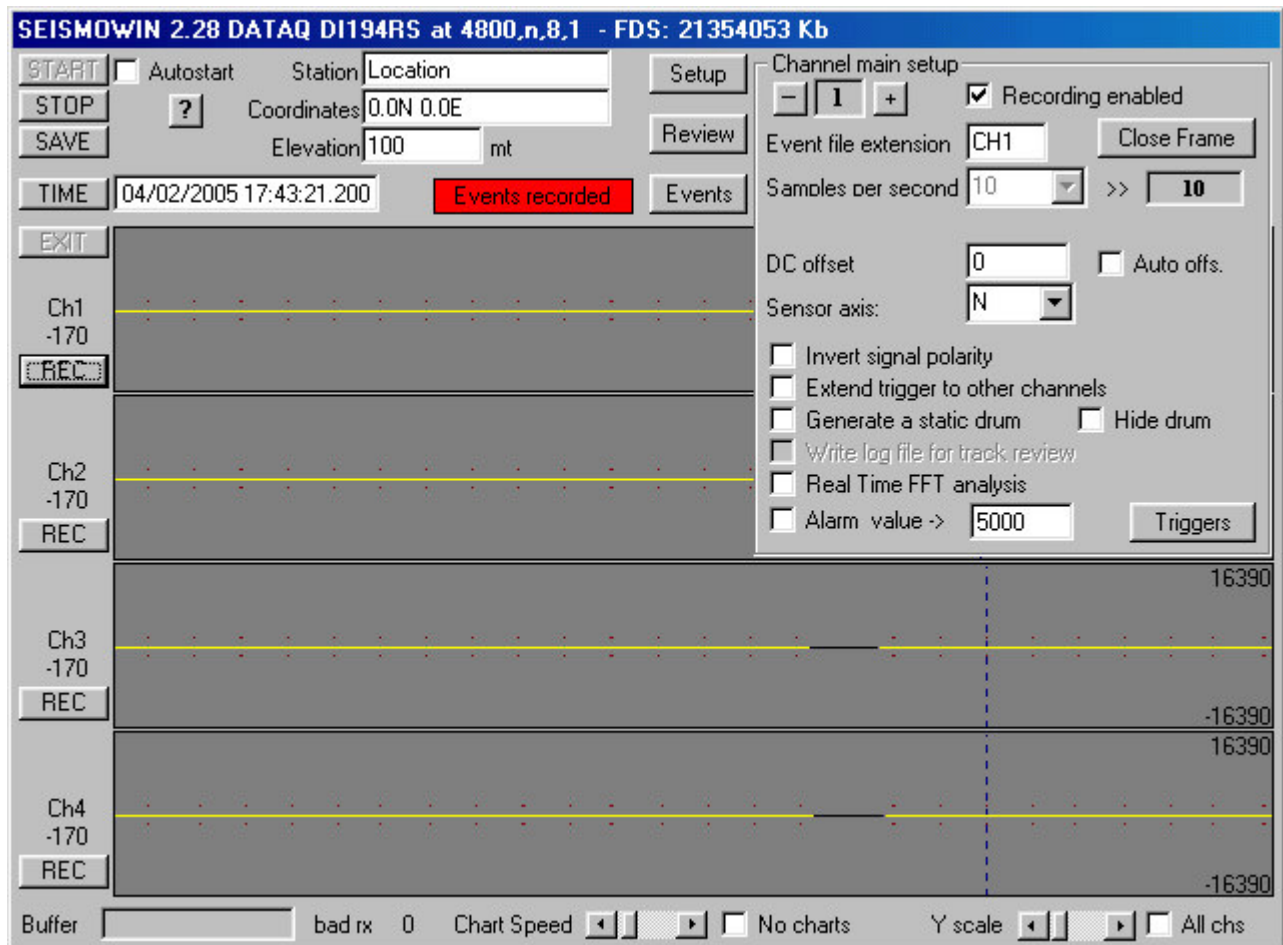 SEISMOWIN 2.28 DATAQ DI194RS at 4800,n,8,1 - FDS: 21354053 Kb
START Autostart Station Location Setup
STOP ? Coordinates 0.0N 0.0E
SAVE Elevation 100 mt Review
TIME 04/02/2005 17:43:21.200 Events recorded Events
Channel main setup
- 1 + Recording enabled
Event file extension CH1 Close Frame
Samples per second 10 >> 10
DC offset 0 Auto offs.
Sensor axis: N
Invert signal polarity
Extend trigger to other channels
Generate a static drum Hide drum
Write log file for track review
Real Time FFT analysis
Alarm value -> 5000 Triggers
EXIT
Ch1
-170
REC
Ch2
-170
REC
16390
Ch3
-170
REC
-16390
16390
Ch4
-170
REC
-16390
Buffer bad rx 0 Chart Speed No charts Y scale All chs